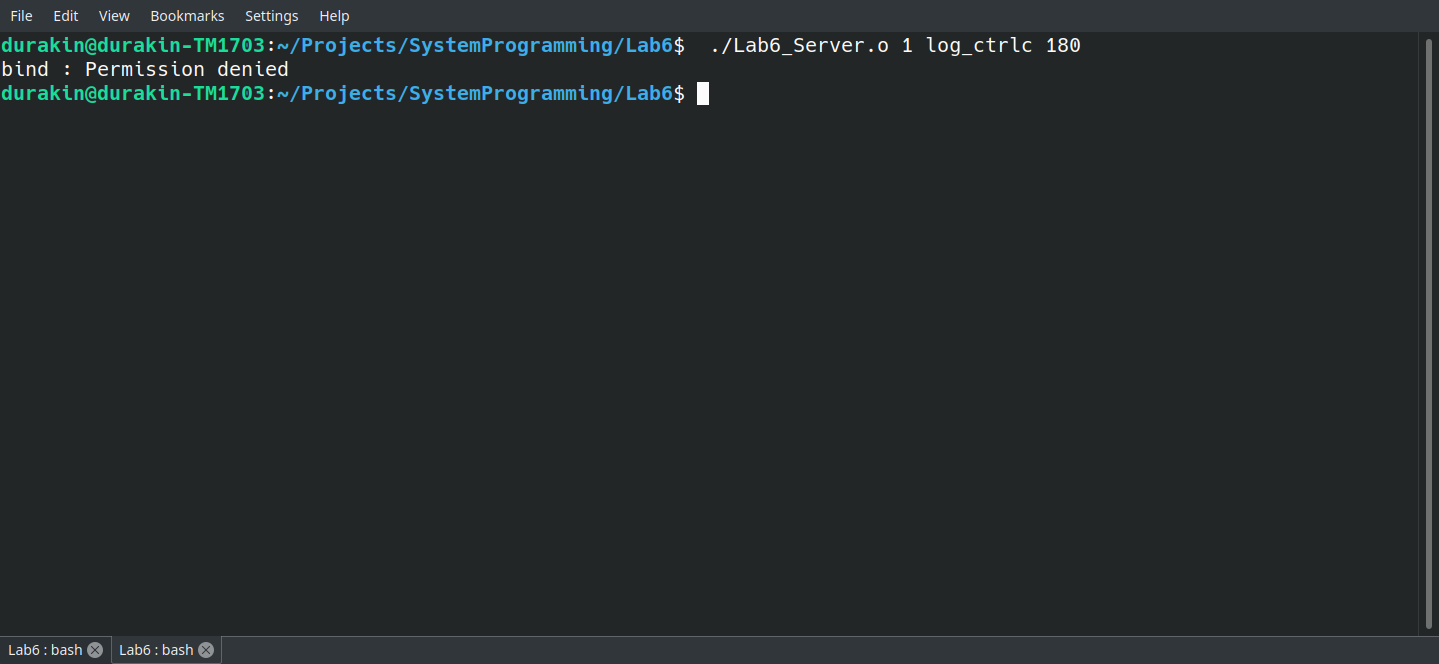 File Edit View Bookmarks Settings Help
durakin@durakin-TM1703:~/Projects/SystemProgramming/Lab6$  ./Lab6_Server.o 1 log_ctrlc 180
bind : Permission denied
durakin@durakin-TM1703:~/Projects/SystemProgramming/Lab6$
Lab6 : bash Lab6 : bash